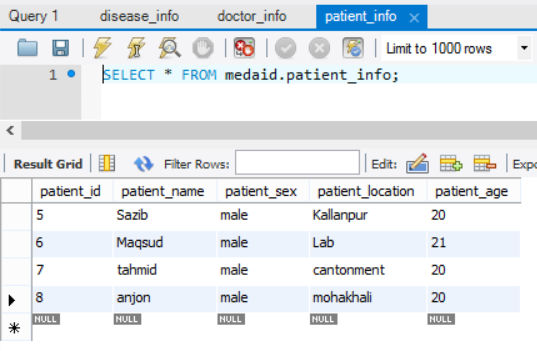 Query 1 disease_info doctor_info patient_info
Limit to 1000 rows
1 SELECT * FROM medaid.patient_info;
Result Grid Filter Rows: Edit: Expo
patient_id patient_name patient_sex patient_location patient_age
5 Sazib male Kallanpur 20
6 Maqsud male Lab 21
7 tahmid male cantonment 20
8 anjon male mohakhali 20
NULL NULL NULL NULL NULL